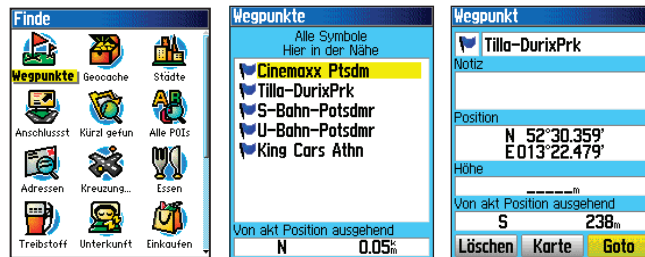 Finde
Wegpunkte Geocache Städte
Anschlussst Kürzl gefun Alle POIs
Adressen Kreuzung... Essen
Treibstoff Unterkunft Einkaufen
Wegpunkte
Alle Symbole
Hier in der Nähe
Cinemaxx Ptsdm
Tilla-DurixPrk
S-Bahn-Potsdmr
U-Bahn-Potsdmr
King Cars Athn
Von akt Position ausgehend
N 0.05km
Wegpunkt
Tilla-DurixPrk
Notiz
Position
N 52°30.359'
E013°22.479'
Höhe
_____m
Von akt Position ausgehend
S 238m
Löschen Karte Goto